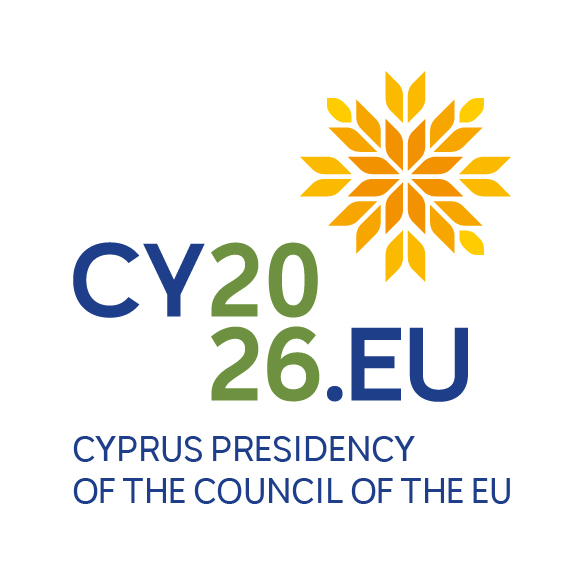 CY20
26.EU
CYPRUS PRESIDENCY
OF THE COUNCIL OF THE EU